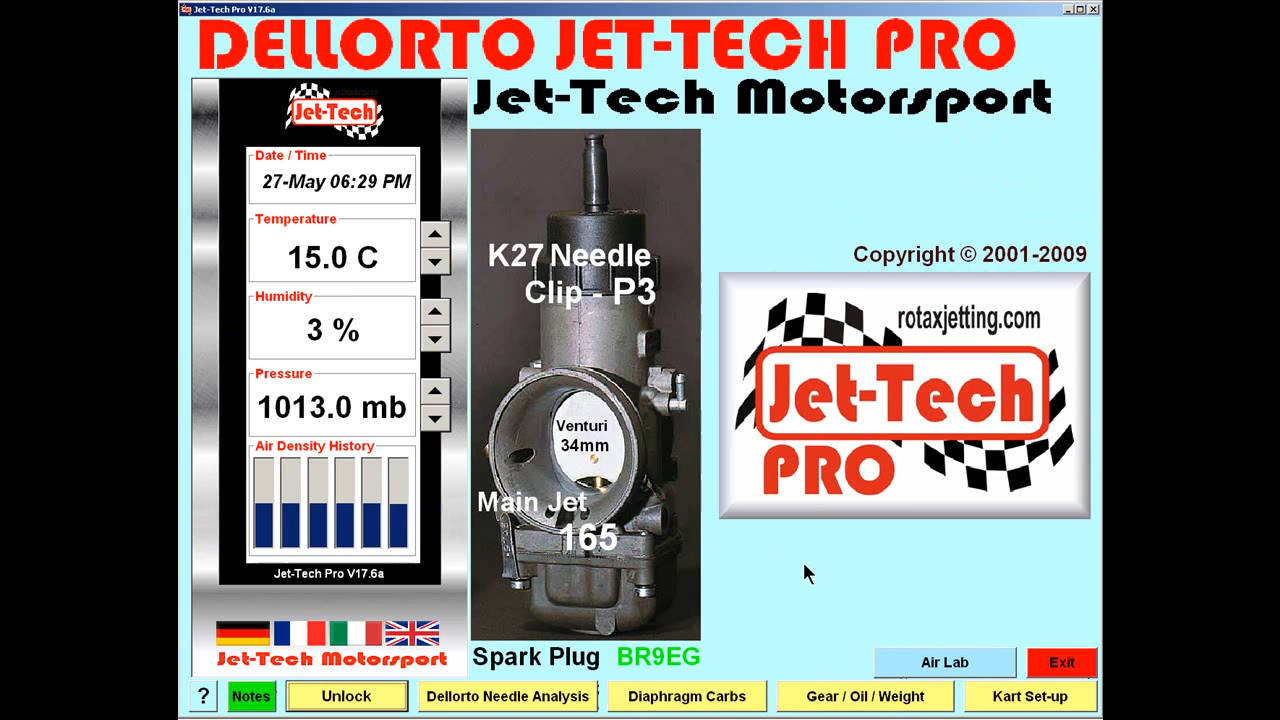 Jet-Tech Pro V17.6a
DELLORTO JET-TECH PRO
Jet-Tech Motorsport
Jet-Tech
Date / Time
27-May 06:29 PM
Temperature
15.0 C
Humidity
3 %
Pressure
1013.0 mb
Air Density History
Jet-Tech Pro V17.6a
Jet-Tech Motorsport
K27 Needle
Clip - P3
Venturi
34mm
Main Jet
165
Spark Plug BR9EG
Copyright © 2001-2009
rotaxjetting.com
Jet-Tech
PRO
Air Lab
Exit
?
Notes
Unlock
Dellorto Needle Analysis
Diaphragm Carbs
Gear / Oil / Weight
Kart Set-up